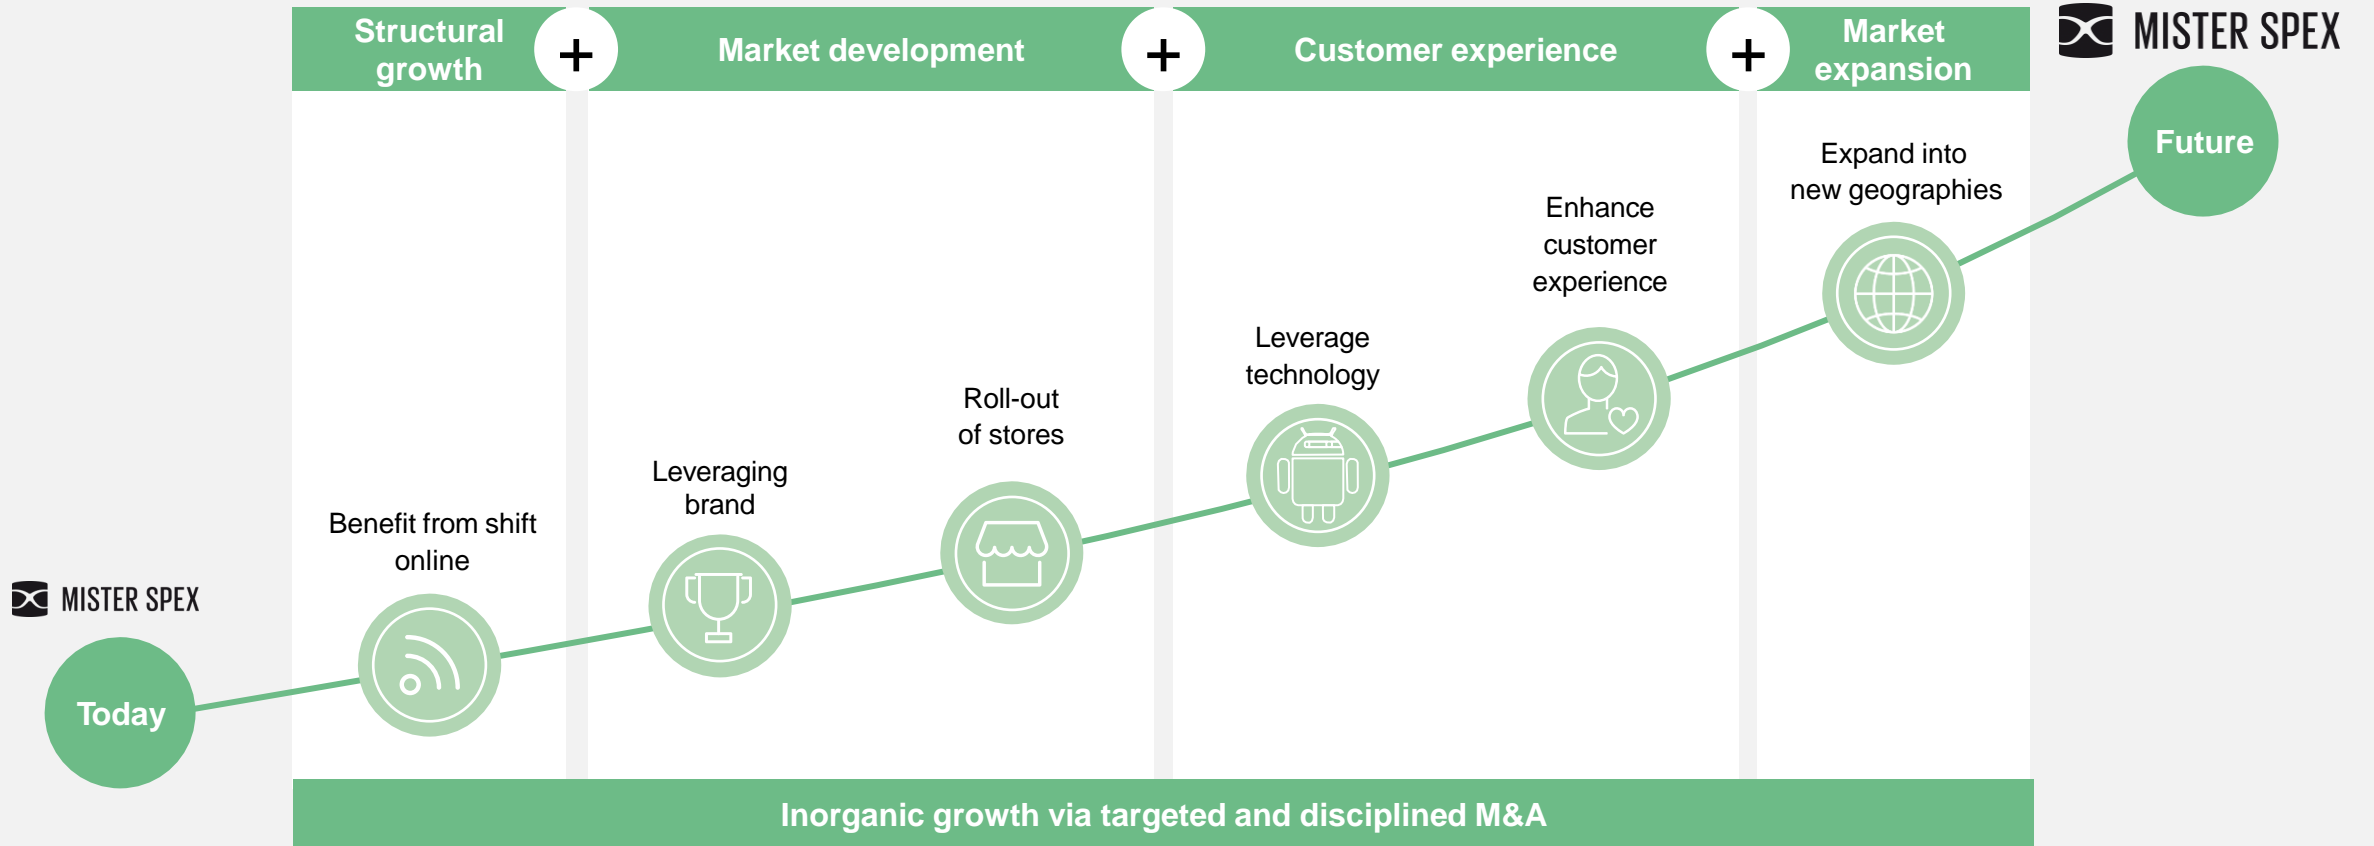 Structural
growth
+
Market development
+
Customer experience
+
Market
expansion
MISTER SPEX
Future
Expand into
new geographies
Enhance
customer
experience
Leverage
technology
Roll-out
of stores
Leveraging
brand
Benefit from shift
online
MISTER SPEX
Today
Inorganic growth via targeted and disciplined M&A